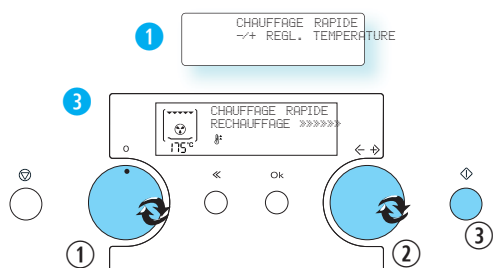 1
CHAUFFAGE RAPIDE
-/+ REGL. TEMPERATURE
3
CHAUFFAGE RAPIDE
RECHAUFFAGE »»»
175°C
0
Ok
1
2
3